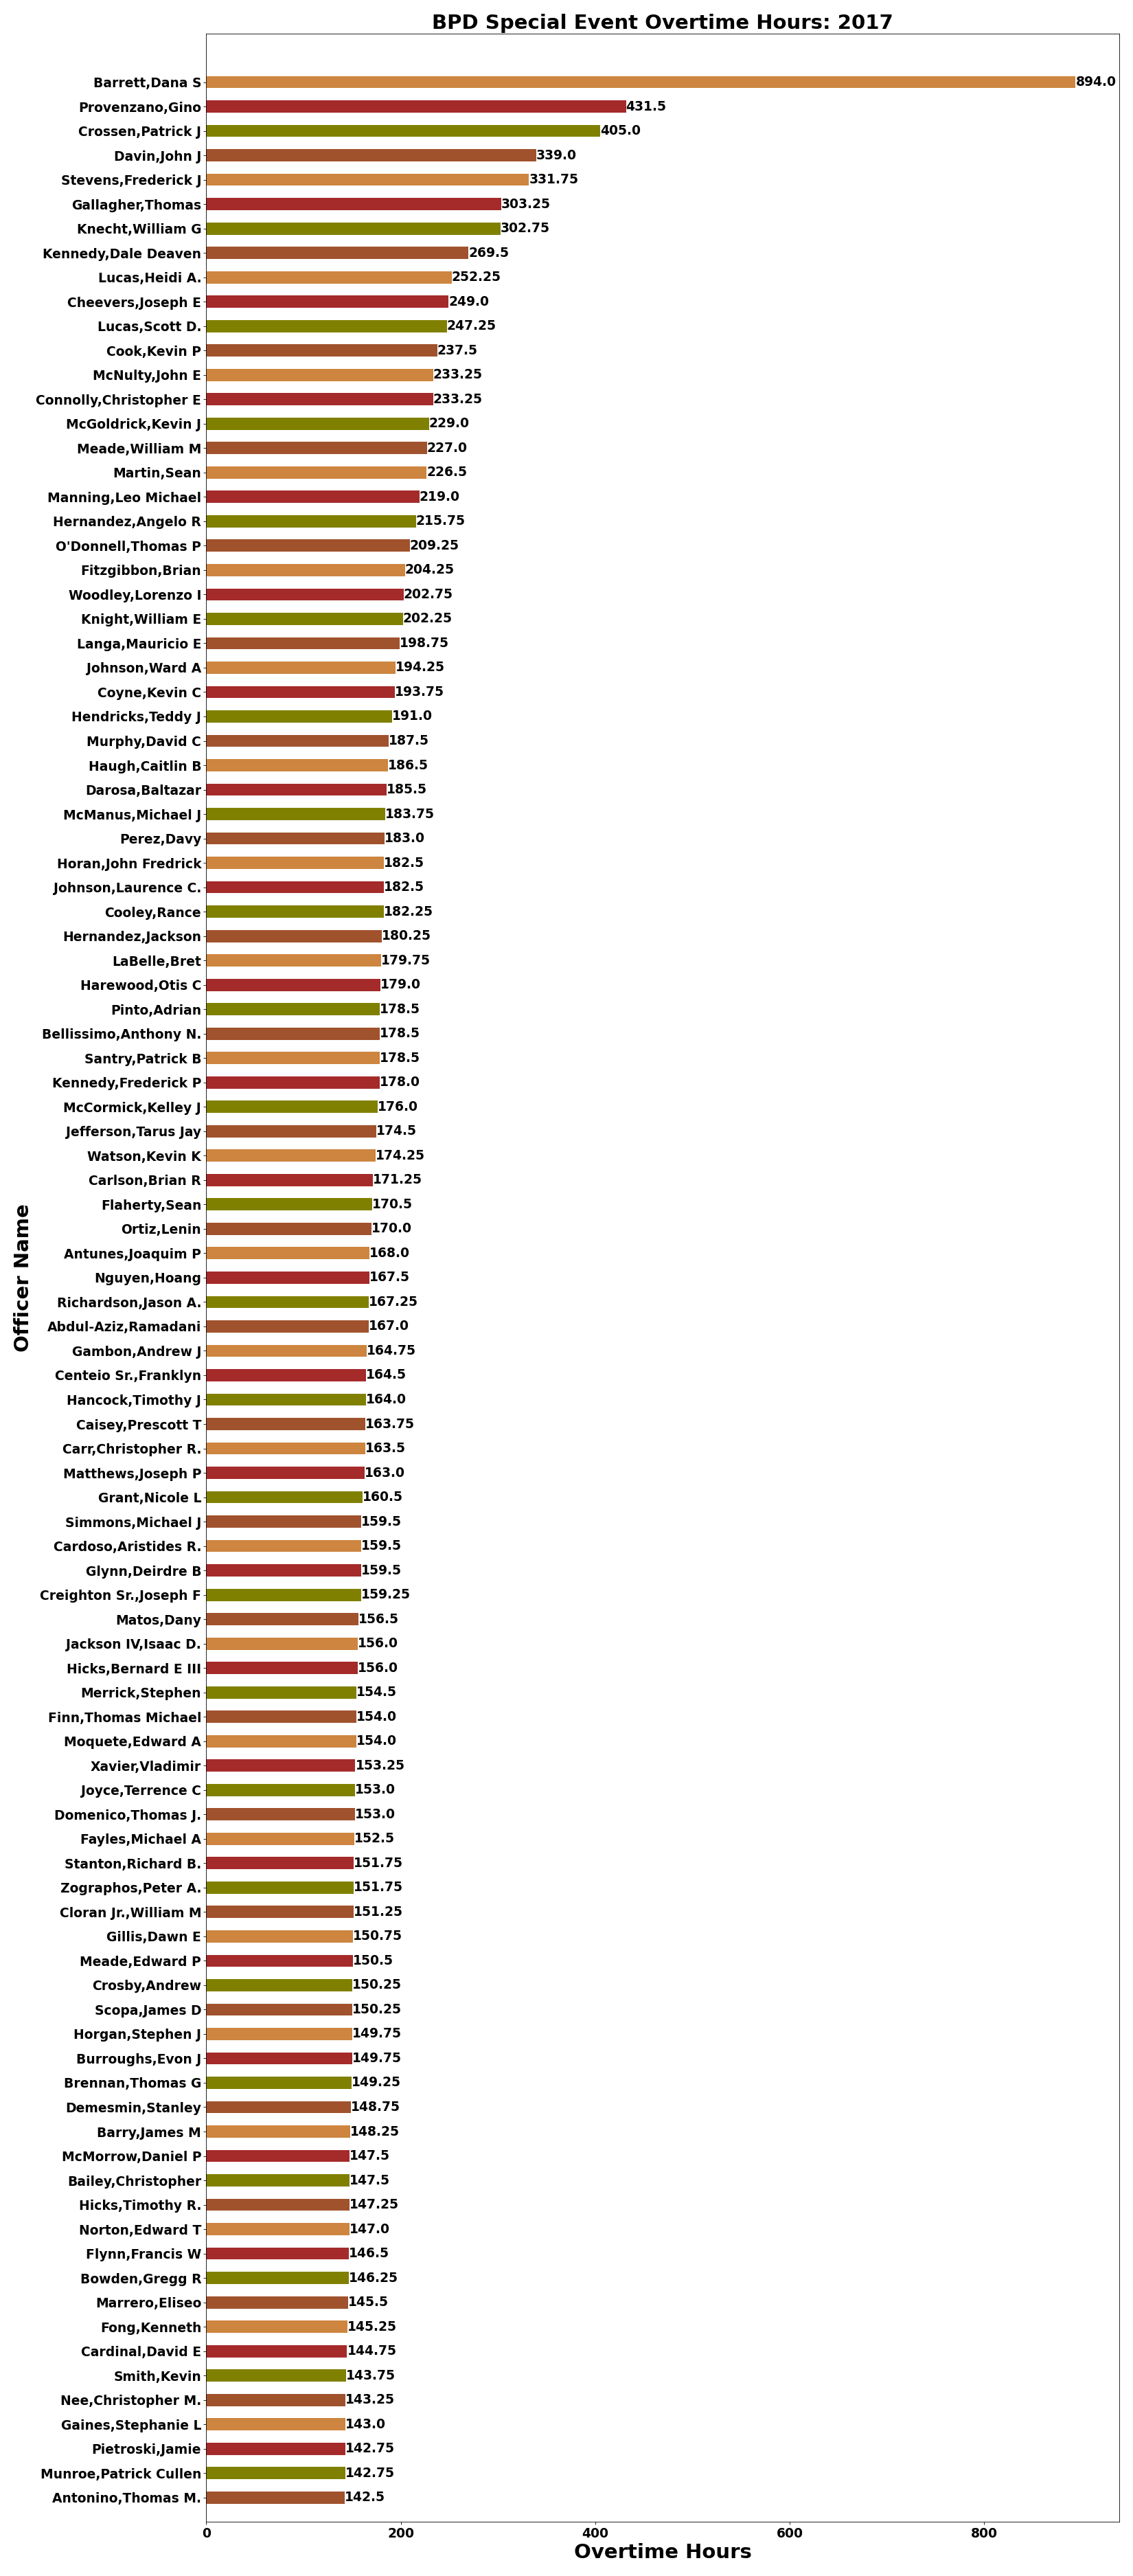 BPD Special Event Overtime Hours: 2017
Barrett,Dana S 894.0
Provenzano,Gino 431.5
Crossen,Patrick J 405.0
Davin,John J 339.0
Stevens,Frederick J 331.75
Gallagher,Thomas 303.25
Knecht,William G 302.75
Kennedy,Dale Deaven 269.5
Lucas,Heidi A. 252.25
Cheevers,Joseph E 249.0
Lucas,Scott D. 247.25
Cook,Kevin P 237.5
McNulty,John E 233.25
Connolly,Christopher E 233.25
McGoldrick,Kevin J 229.0
Meade,William M 227.0
Martin,Sean 226.5
Manning,Leo Michael 219.0
Hernandez,Angelo R 215.75
O'Donnell,Thomas P 209.25
Fitzgibbon,Brian 204.25
Woodley,Lorenzo I 202.75
Knight,William E 202.25
Langa,Mauricio E 198.75
Johnson,Ward A 194.25
Coyne,Kevin C 193.75
Hendricks,Teddy J 191.0
Murphy,David C 187.5
Haugh,Caitlin B 186.5
Darosa,Baltazar 185.5
McManus,Michael J 183.75
Perez,Davy 183.0
Horan,John Fredrick 182.5
Johnson,Laurence C. 182.5
Cooley,Rance 182.25
Hernandez,Jackson 180.25
LaBelle,Bret 179.75
Harewood,Otis C 179.0
Pinto,Adrian 178.5
Bellissimo,Anthony N. 178.5
Santry,Patrick B 178.5
Kennedy,Frederick P 178.0
McCormick,Kelley J 176.0
Jefferson,Tarus Jay 174.5
Watson,Kevin K 174.25
Carlson,Brian R 171.25
Flaherty,Sean 170.5
Ortiz,Lenin 170.0
Antunes,Joaquim P 168.0
Nguyen,Hoang 167.5
Richardson,Jason A. 167.25
Abdul-Aziz,Ramadani 167.0
Gambon,Andrew J 164.75
Centeio Sr.,Franklyn 164.5
Hancock,Timothy J 164.0
Caisey,Prescott T 163.75
Carr,Christopher R. 163.5
Matthews,Joseph P 163.0
Grant,Nicole L 160.5
Simmons,Michael J 159.5
Cardoso,Aristides R. 159.5
Glynn,Deirdre B 159.5
Creighton Sr.,Joseph F 159.25
Matos,Dany 156.5
Jackson IV,Isaac D. 156.0
Hicks,Bernard E III 156.0
Merrick,Stephen 154.5
Finn,Thomas Michael 154.0
Moquete,Edward A 154.0
Xavier,Vladimir 153.25
Joyce,Terrence C 153.0
Domenico,Thomas J. 153.0
Fayles,Michael A 152.5
Stanton,Richard B. 151.75
Zographos,Peter A. 151.75
Cloran Jr.,William M 151.25
Gillis,Dawn E 150.75
Meade,Edward P 150.5
Crosby,Andrew 150.25
Scopa,James D 150.25
Horgan,Stephen J 149.75
Burroughs,Evon J 149.75
Brennan,Thomas G 149.25
Demesmin,Stanley 148.75
Barry,James M 148.25
McMorrow,Daniel P 147.5
Bailey,Christopher 147.5
Hicks,Timothy R. 147.25
Norton,Edward T 147.0
Flynn,Francis W 146.5
Bowden,Gregg R 146.25
Marrero,Eliseo 145.5
Fong,Kenneth 145.25
Cardinal,David E 144.75
Smith,Kevin 143.75
Nee,Christopher M. 143.25
Gaines,Stephanie L 143.0
Pietroski,Jamie 142.75
Munroe,Patrick Cullen 142.75
Antonino,Thomas M. 142.5
0 200 400 600 800
Overtime Hours
Officer Name